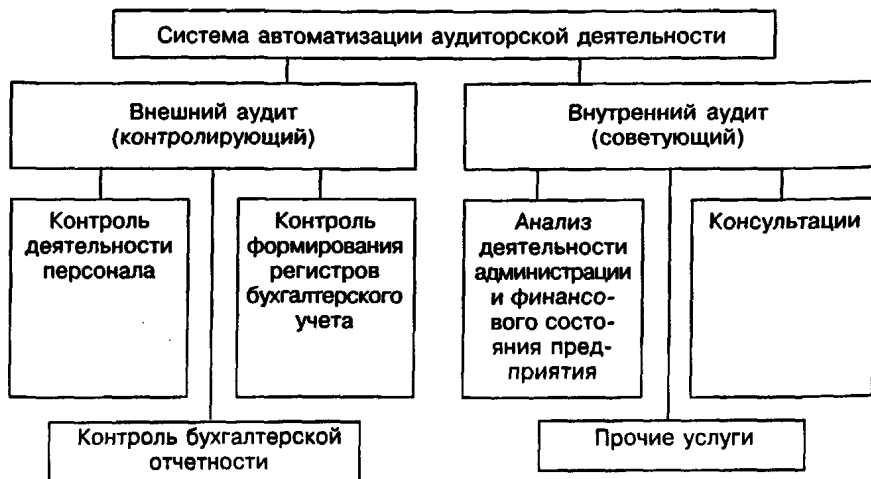 Система автоматизации аудиторской деятельности
Внешний аудит
(контролирующий)
Внутренний аудит
(советующий)
Контроль
деятельности
персонала
Контроль
формирования
регистров
бухгалтерского
учета
Анализ
деятельности
администрации
и финансо-
вого состо-
яния пред-
приятия
Консультации
Контроль бухгалтерской
отчетности
Прочие услуги